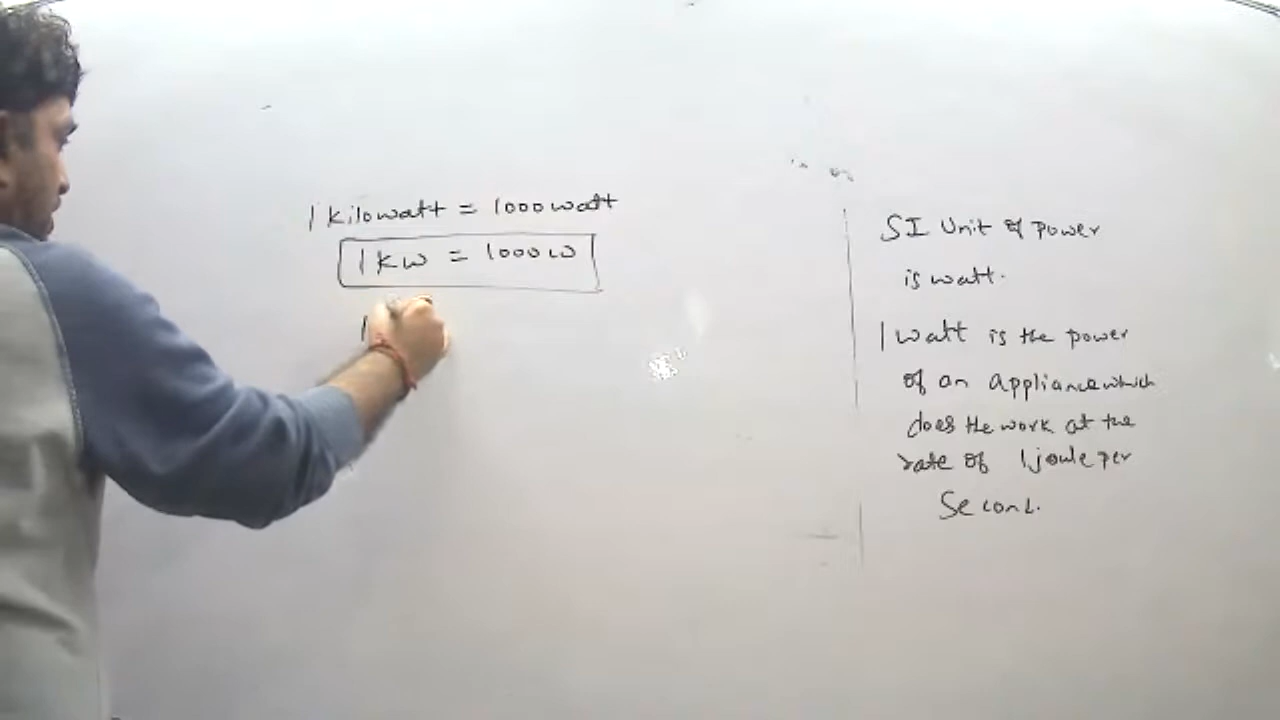 1 kilowatt = 1000 watt
1 kw = 1000 w
1
SI Unit of power
is watt.
1 watt is the power
of an appliance which
does the work at the
rate of 1 joule per
Second.